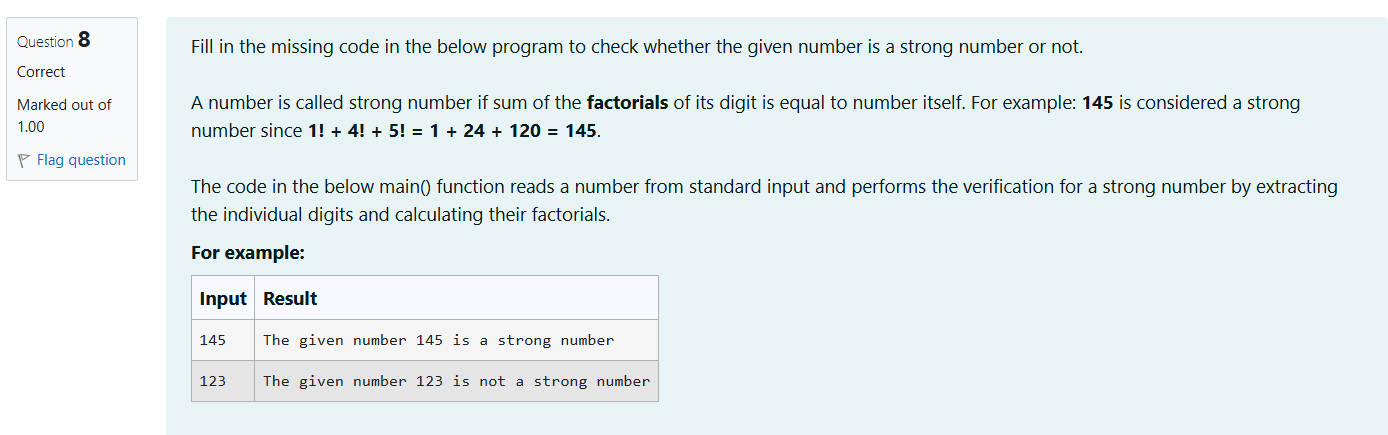 Question 8
Correct
Marked out of
1.00
Flag question
Fill in the missing code in the below program to check whether the given number is a strong number or not.
A number is called strong number if sum of the factorials of its digit is equal to number itself. For example: 145 is considered a strong
number since 1! + 4! + 5! = 1 + 24 + 120 = 145.
The code in the below main() function reads a number from standard input and performs the verification for a strong number by extracting
the individual digits and calculating their factorials.
For example:
Input Result
145 The given number 145 is a strong number
123 The given number 123 is not a strong number